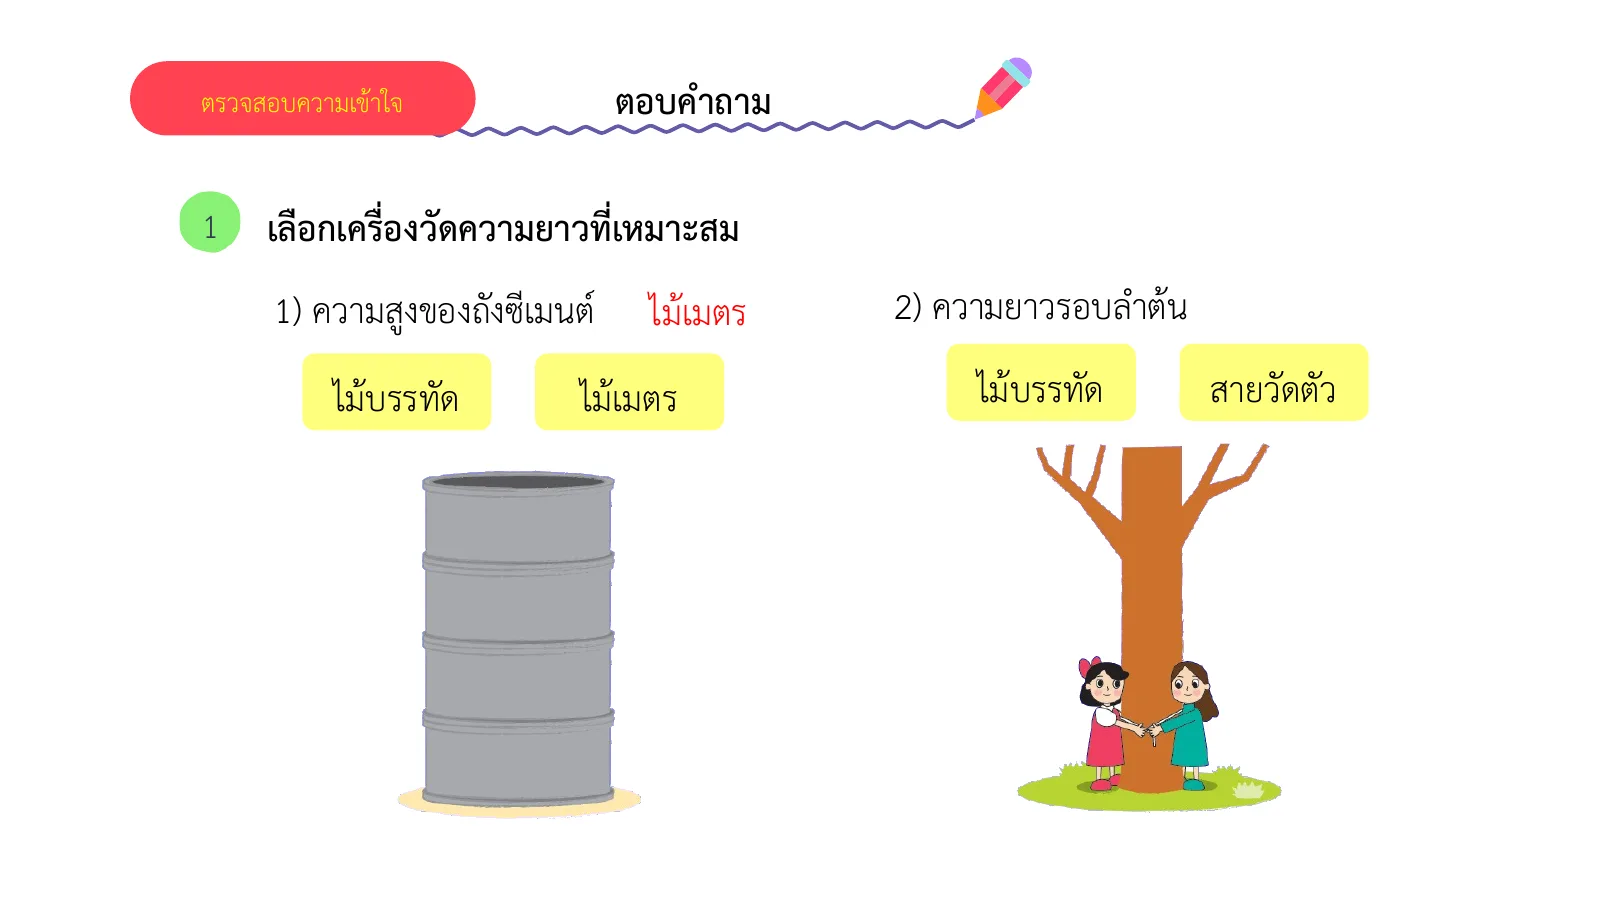 ตรวจสอบความเข้าใจ
ตอบคำถาม
1 เลือกเครื่องวัดความยาวที่เหมาะสม
1) ความสูงของถังซีเมนต์ ไม้เมตร
ไม้บรรทัด ไม้เมตร
2) ความยาวรอบลำต้น
ไม้บรรทัด สายวัดตัว